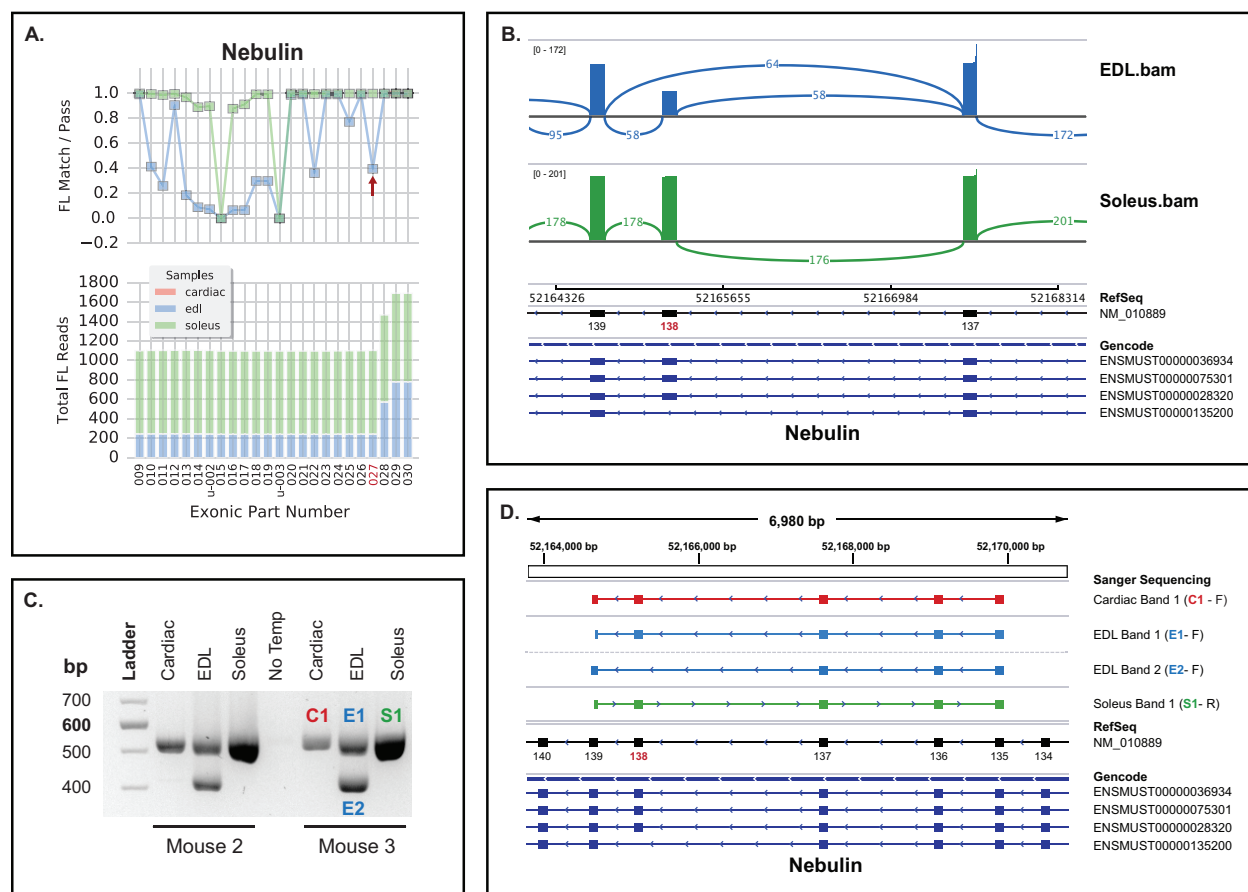 A.
Nebulin
FL Match / Pass
1.0
0.8
0.6
0.4
0.2
0.0
−0.2
Total FL Reads
1800
1600
1400
1200
1000
800
600
400
200
0
Samples
cardiac
edl
soleus
009
010
011
012
013
014
u-002
015
016
017
018
019
u-003
020
021
022
023
024
025
026
027
028
029
030
Exonic Part Number
B.
[0 - 172]
EDL.bam
64
58
95
58
172
[0 - 201]
Soleus.bam
178
178
176
201
52164326 52165655 52166984 52168314
RefSeq
NM_010889
139 138 137
Gencode
ENSMUST00000036934
ENSMUST00000075301
ENSMUST00000028320
ENSMUST00000135200
Nebulin
C.
bp
Ladder
Cardiac
EDL
Soleus
No Temp
Cardiac
EDL
Soleus
700
600
500
400
C1 E1 S1
E2
Mouse 2 Mouse 3
D.
6,980 bp
52,164,000 bp 52,166,000 bp 52,168,000 bp 52,170,000 bp
Sanger Sequencing
Cardiac Band 1 (C1 - F)
EDL Band 1 (E1- F)
EDL Band 2 (E2- F)
Soleus Band 1 (S1- R)
RefSeq
NM_010889
140 139 138 137 136 135 134
Gencode
ENSMUST00000036934
ENSMUST00000075301
ENSMUST00000028320
ENSMUST00000135200
Nebulin